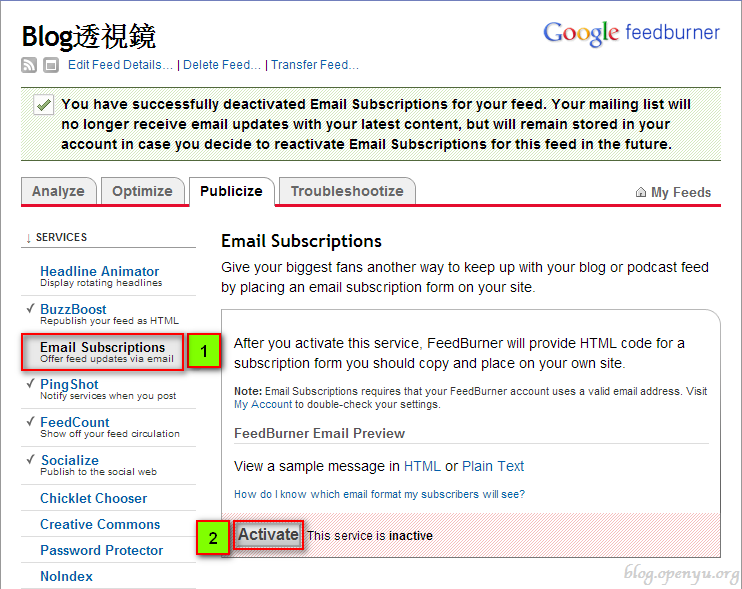 Blog透視鏡
Google feedburner
Edit Feed Details... | Delete Feed... | Transfer Feed...
You have successfully deactivated Email Subscriptions for your feed. Your mailing list will
no longer receive email updates with your latest content, but will remain stored in your
account in case you decide to reactivate Email Subscriptions for this feed in the future.
Analyze Optimize Publicize Troubleshootize My Feeds
↓ SERVICES
Headline Animator
Display rotating headlines
✓ BuzzBoost
Republish your feed as HTML
Email Subscriptions
Offer feed updates via email
1
✓ PingShot
Notify services when you post
✓ FeedCount
Show off your feed circulation
✓ Socialize
Publish to the social web
Chicklet Chooser
Creative Commons
Password Protector
NoIndex
Email Subscriptions
Give your biggest fans another way to keep up with your blog or podcast feed
by placing an email subscription form on your site.
After you activate this service, FeedBurner will provide HTML code for a
subscription form you should copy and place on your own site.
Note: Email Subscriptions requires that your FeedBurner account uses a valid email address. Visit
My Account to double-check your settings.
FeedBurner Email Preview
View a sample message in HTML or Plain Text
How do I know which email format my subscribers will see?
2
Activate This service is inactive
blog.openyu.org